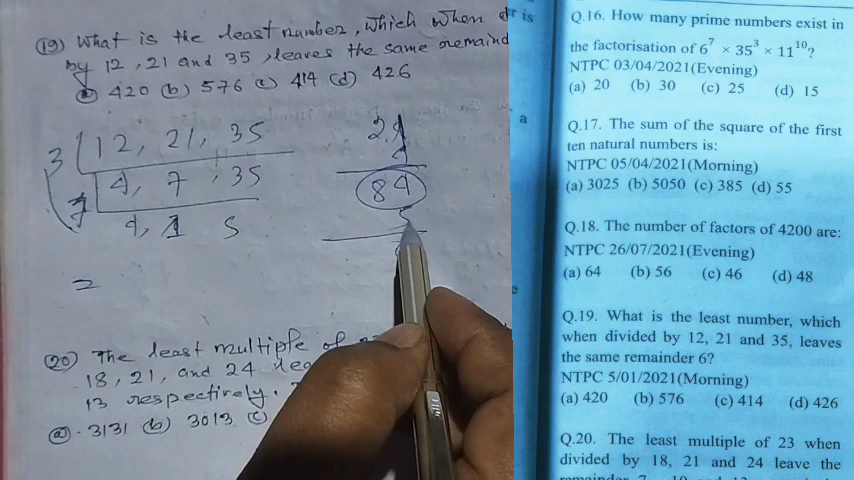 (19) What is the least number, which when d
by 12, 21 and 35, leaves the same remaind
(a) 420 (b) 576 (c) 414 (d) 426
3 12, 21, 35
7 4, 7, 35
4, 1 5
21
4
84
5
=
(20) The least multiple of
18, 21, and 24 lea
13 respectively.
(a) 3131 (b) 3013 (c)
is
a
Q.16. How many prime numbers exist in
the factorisation of 6⁷ × 35³ × 11¹⁰?
NTPC 03/04/2021(Evening)
(a) 20 (b) 30 (c) 25 (d) 15
Q.17. The sum of the square of the first
ten natural numbers is:
NTPC 05/04/2021(Morning)
(a) 3025 (b) 5050 (c) 385 (d) 55
Q.18. The number of factors of 4200 are:
NTPC 26/07/2021(Evening)
(a) 64 (b) 56 (c) 46 (d) 48
Q.19. What is the least number, which
when divided by 12, 21 and 35, leaves
the same remainder 6?
NTPC 5/01/2021(Morning)
(a) 420 (b) 576 (c) 414 (d) 426
Q.20. The least multiple of 23 when
divided by 18, 21 and 24 leave the